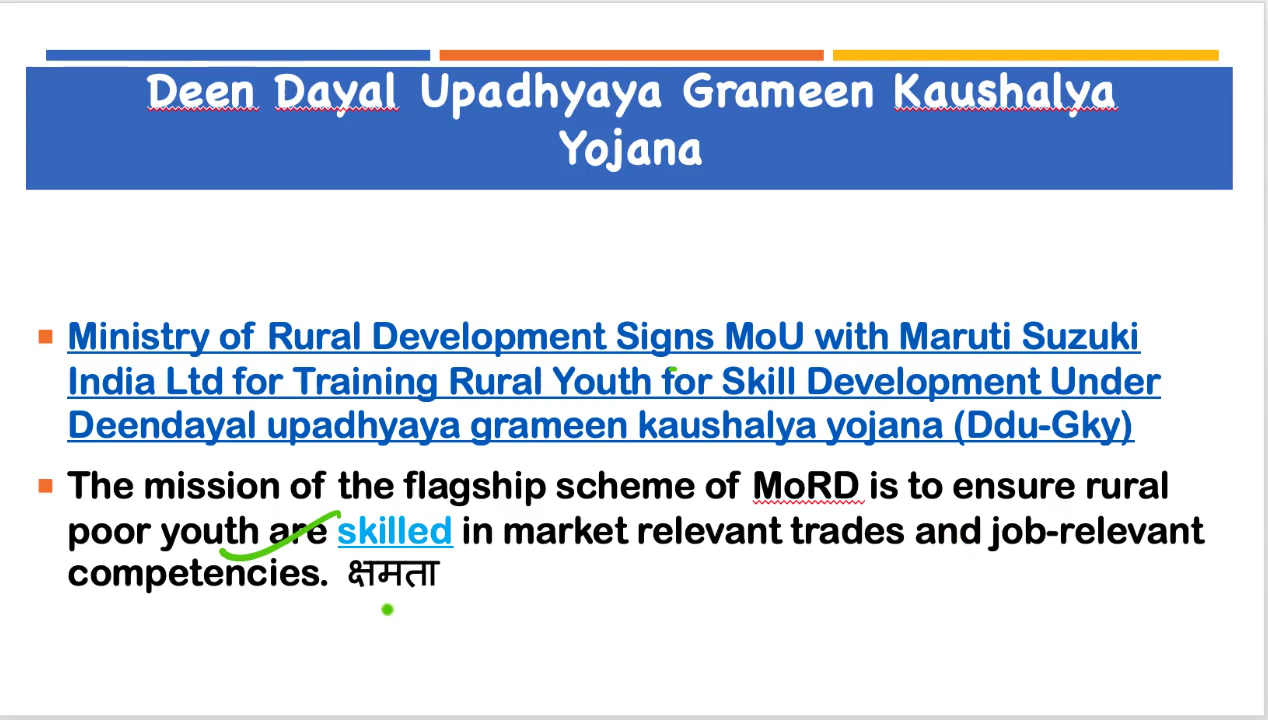 Deen Dayal Upadhyaya Grameen Kaushalya
Yojana
Ministry of Rural Development Signs MoU with Maruti Suzuki
India Ltd for Training Rural Youth for Skill Development Under
Deendayal upadhyaya grameen kaushalya yojana (Ddu-Gky)
The mission of the flagship scheme of MoRD is to ensure rural
poor youth are skilled in market relevant trades and job-relevant
competencies. क्षमता